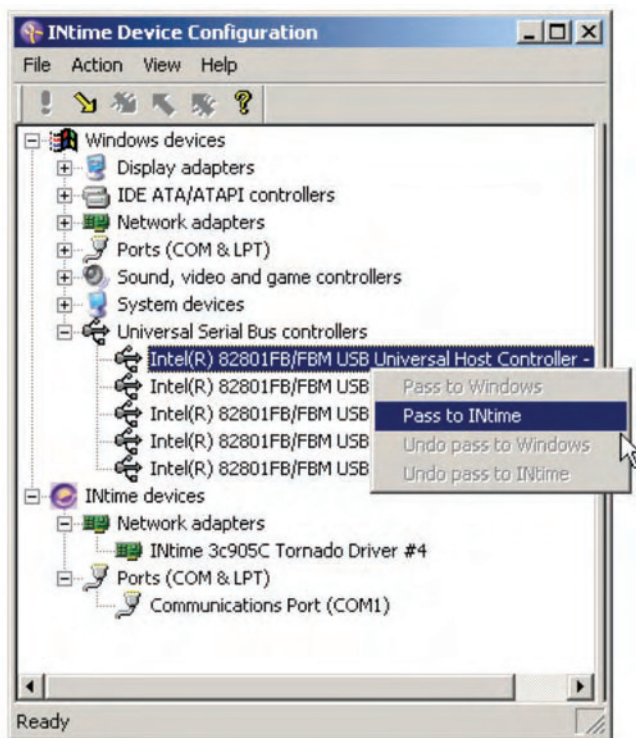 INtime Device Configuration
File Action View Help
Windows devices
Display adapters
IDE ATA/ATAPI controllers
Network adapters
Ports (COM & LPT)
Sound, video and game controllers
System devices
Universal Serial Bus controllers
Intel(R) 82801FB/FBM USB Universal Host Controller -
Intel(R) 82801FB/FBM USB
Pass to Windows
Intel(R) 82801FB/FBM USB
Pass to INtime
Intel(R) 82801FB/FBM USB
Undo pass to Windows
Intel(R) 82801FB/FBM USB
Undo pass to INtime
INtime devices
Network adapters
INtime 3c905C Tornado Driver #4
Ports (COM & LPT)
Communications Port (COM1)
Ready